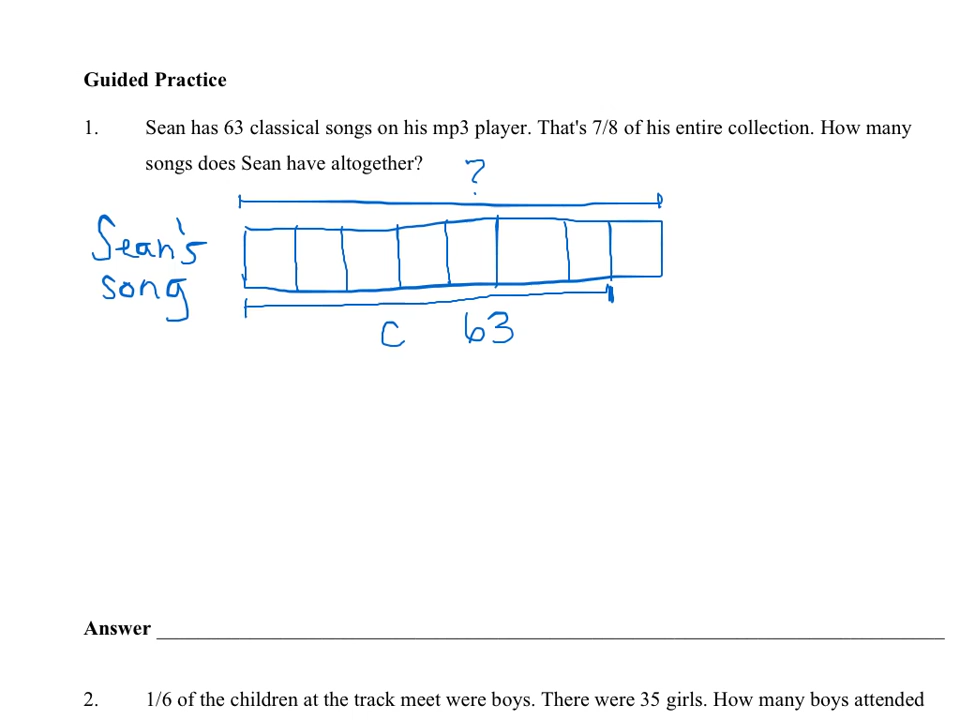 Guided Practice
1. Sean has 63 classical songs on his mp3 player. That's 7/8 of his entire collection. How many
songs does Sean have altogether?
?
Sean's
song
C 63
Answer
2. 1/6 of the children at the track meet were boys. There were 35 girls. How many boys attended